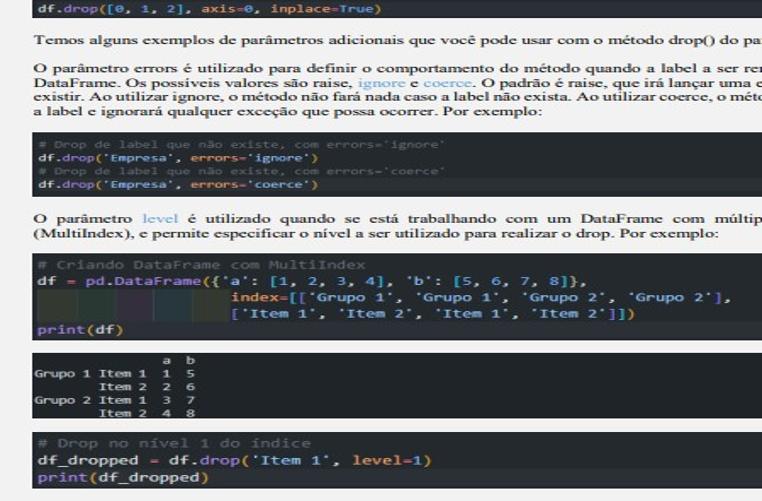 df.drop([0, 1, 2], axis=0, inplace=True)
Temos alguns exemplos de parâmetros adicionais que você pode usar com o método drop() do
O parâmetro errors é utilizado para definir o comportamento do método quando a label a ser
DataFrame. Os possíveis valores são raise, ignore e coerce. O padrão é raise, que irá lançar uma
existir. Ao utilizar ignore, o método não fará nada caso a label não exista. Ao utilizar coerce, o
a label e ignorará qualquer exceção que possa ocorrer. Por exemplo:
# Drop de label que não existe, com errors='ignore'
df.drop('Empresa', errors='ignore')
# Drop de label que não existe, com errors='coerce'
df.drop('Empresa', errors='coerce')
O parâmetro level é utilizado quando se está trabalhando com um DataFrame com
(MultiIndex), e permite especificar o nível a ser utilizado para realizar o drop. Por exemplo:
# Criando DataFrame com MultiIndex
df = pd.DataFrame({'a': [1, 2, 3, 4], 'b': [5, 6, 7, 8]},
index=[['Grupo 1', 'Grupo 1', 'Grupo 2', 'Grupo 2'],
['Item 1', 'Item 2', 'Item 1', 'Item 2']])
print(df)
a b
Grupo 1 Item 1 1 5
Item 2 2 6
Grupo 2 Item 1 3 7
Item 2 4 8
# Drop no nível 1 do índice
df_dropped = df.drop('Item 1', level=1)
print(df_dropped)